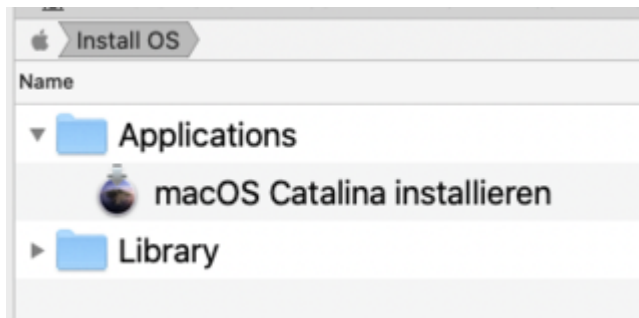 Install OS
Name
Applications
macOS Catalina installieren
Library